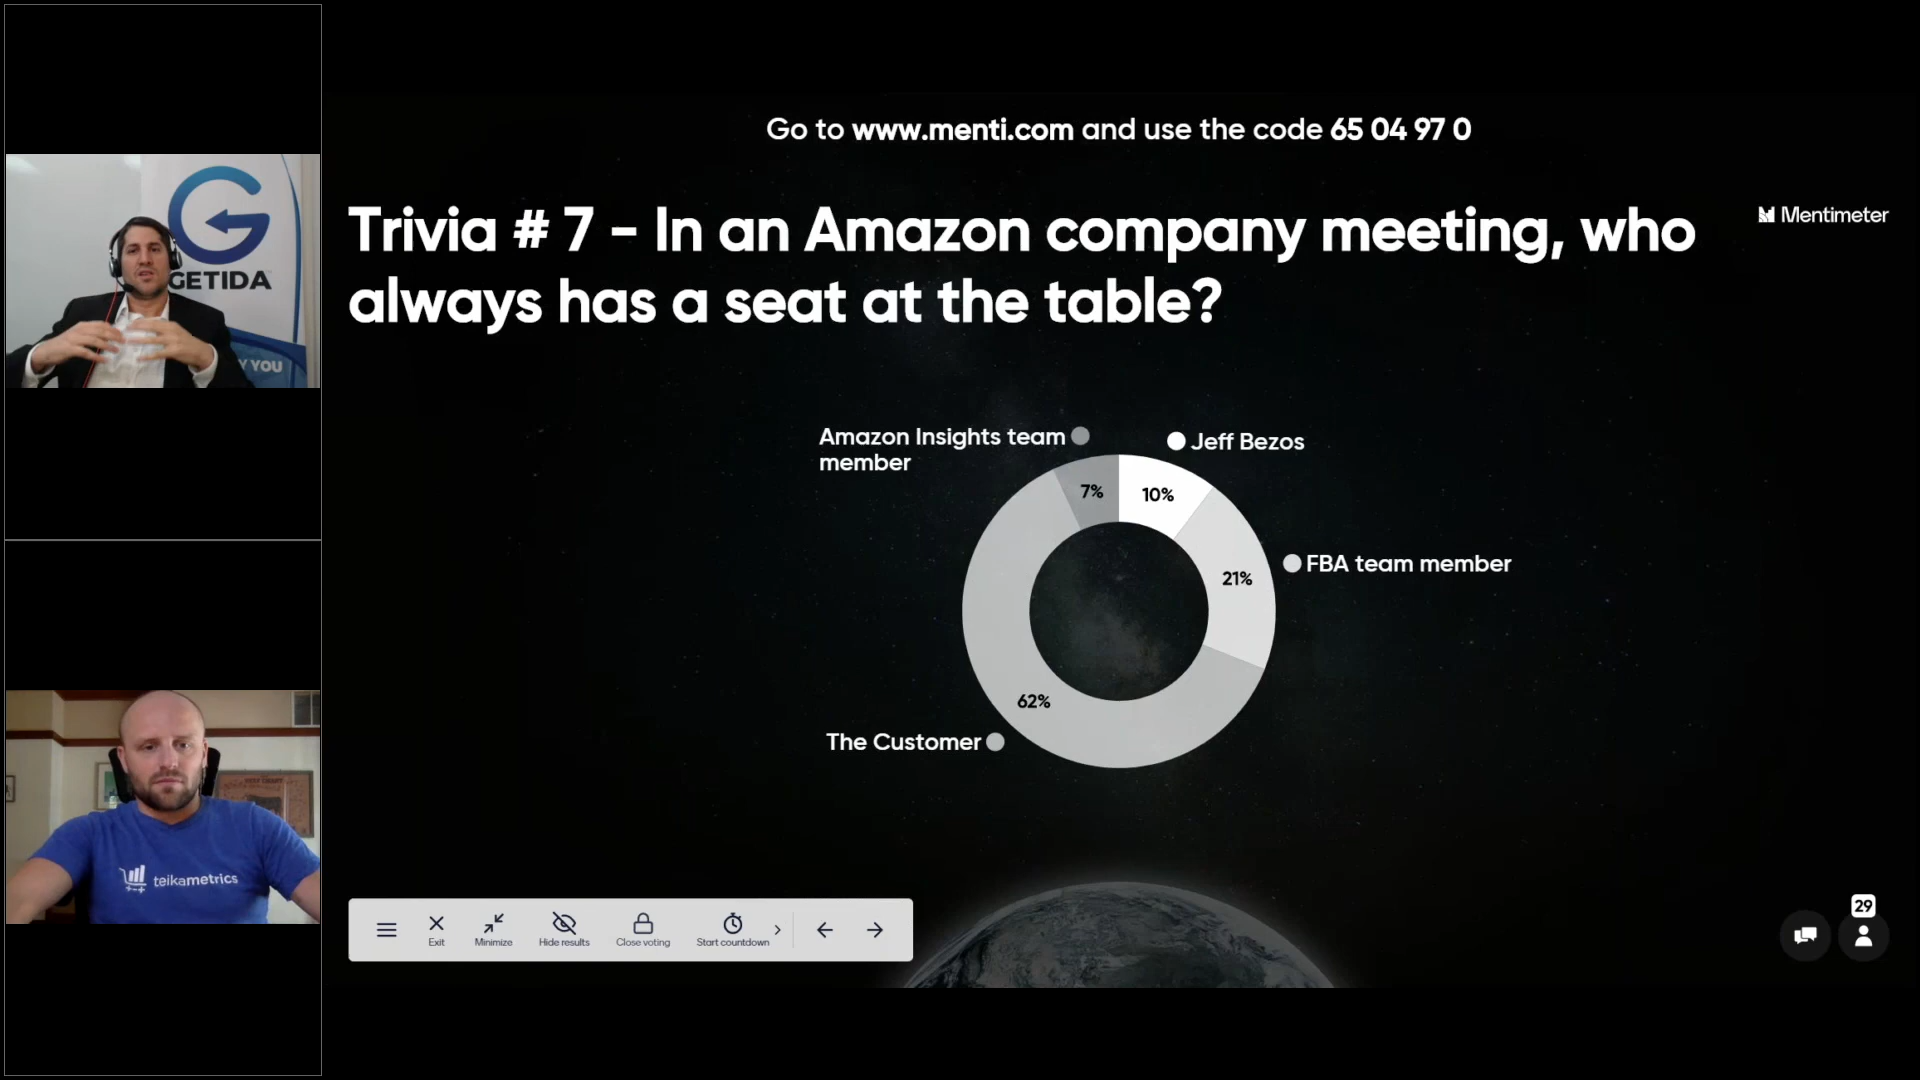 Go to www.menti.com and use the code 65 04 97 0
Trivia # 7 - In an Amazon company meeting, who
always has a seat at the table?
Mentimeter
Amazon Insights team
member
Jeff Bezos
7%
10%
FBA team member
21%
62%
The Customer
Exit
Minimize
Hide results
Close voting
Start countdown
29
GETIDA
YOU
teikametrics